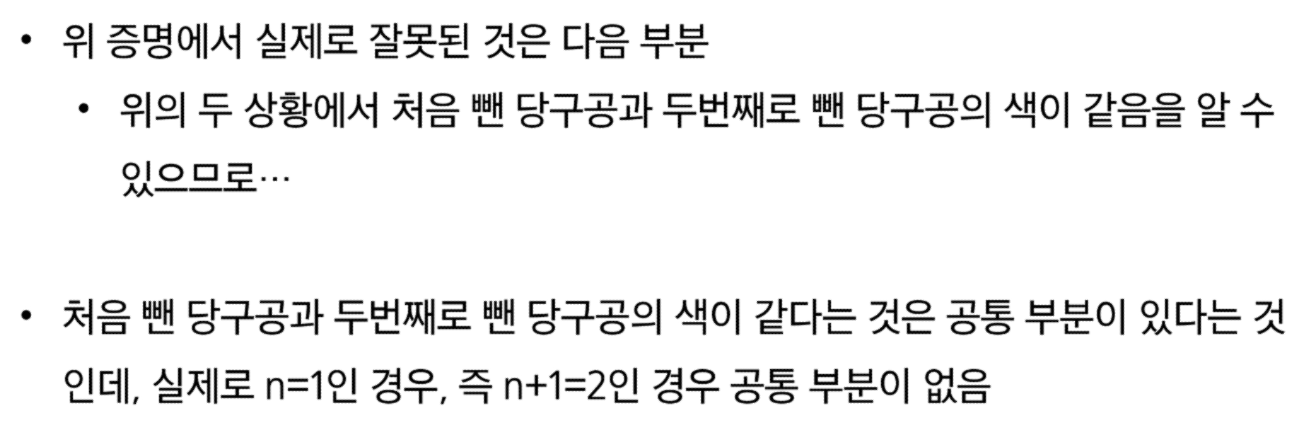 • 위 증명에서 실제로 잘못된 것은 다음 부분
• 위의 두 상황에서 처음 뺀 당구공과 두번째로 뺀 당구공의 색이 같음을 알 수
있으므로…
• 처음 뺀 당구공과 두번째로 뺀 당구공의 색이 같다는 것은 공통 부분이 있다는 것
인데, 실제로 n=1인 경우, 즉 n+1=2인 경우 공통 부분이 없음